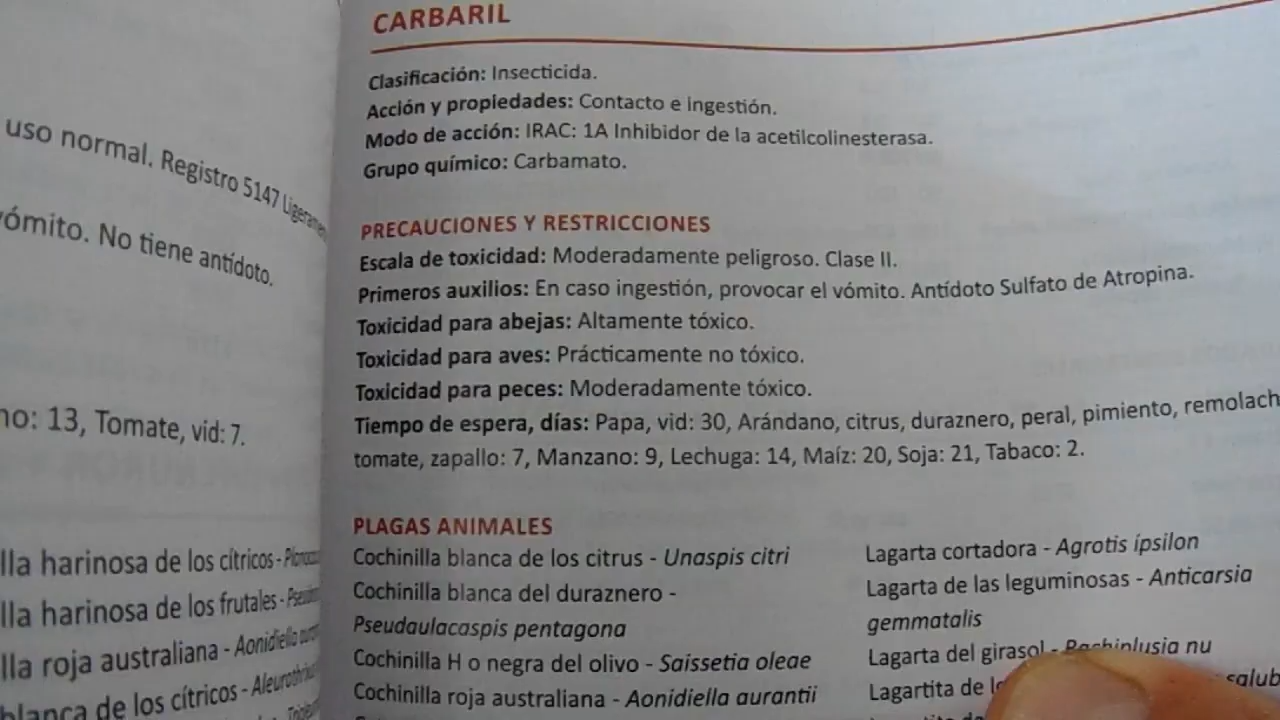 uso normal. Registro 5147
vómito. No tiene antídoto.
13, Tomate, vid: 7.
harinosa de los cítricos -
harinosa de los frutales -
roja australiana - Aonidiella
blanca de los cítricos -
CARBARIL
Clasificación: Insecticida.
Acción y propiedades: Contacto e ingestión.
Modo de acción: IRAC: 1A Inhibidor de la acetilcolinesterasa.
Grupo químico: Carbamato.
PRECAUCIONES Y RESTRICCIONES
Escala de toxicidad: Moderadamente peligroso. Clase II.
Primeros auxilios: En caso ingestión, provocar el vómito. Antídoto Sulfato de Atropina.
Toxicidad para abejas: Altamente tóxico.
Toxicidad para aves: Prácticamente no tóxico.
Toxicidad para peces: Moderadamente tóxico.
Tiempo de espera, días: Papa, vid: 30, Arándano, citrus, duraznero, peral, pimiento, remolach
tomate, zapallo: 7, Manzano: 9, Lechuga: 14, Maíz: 20, Soja: 21, Tabaco: 2.
PLAGAS ANIMALES
Cochinilla blanca de los citrus - Unaspis citri
Cochinilla blanca del duraznero -
Pseudaulacaspis pentagona
Cochinilla H o negra del olivo - Saissetia oleae
Cochinilla roja australiana - Aonidiella aurantii
Lagarta cortadora - Agrotis ípsilon
Lagarta de las leguminosas - Anticarsia
gemmatalis
Lagarta del girasol - Rachiplusia nu
Lagartita de